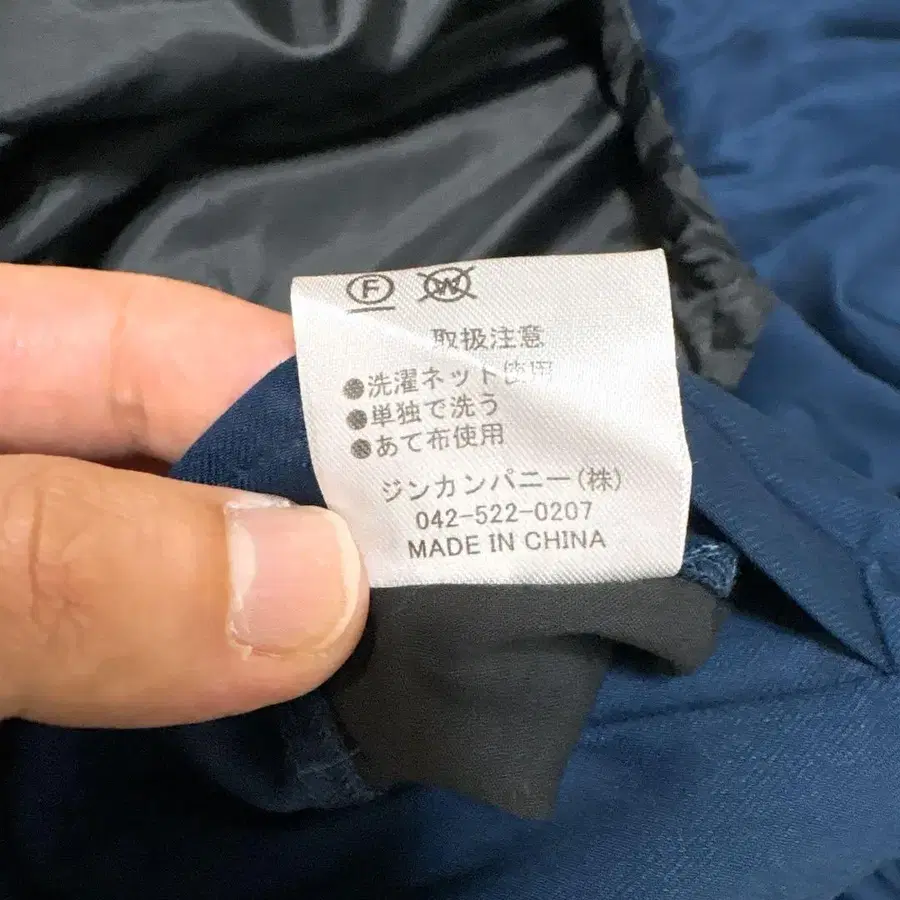 Ⓕ Ⓦ
取扱注意
●洗濯ネット使用
●単独で洗う
●あて布使用
ジンカンパニー(株)
042-522-0207
MADE IN CHINA